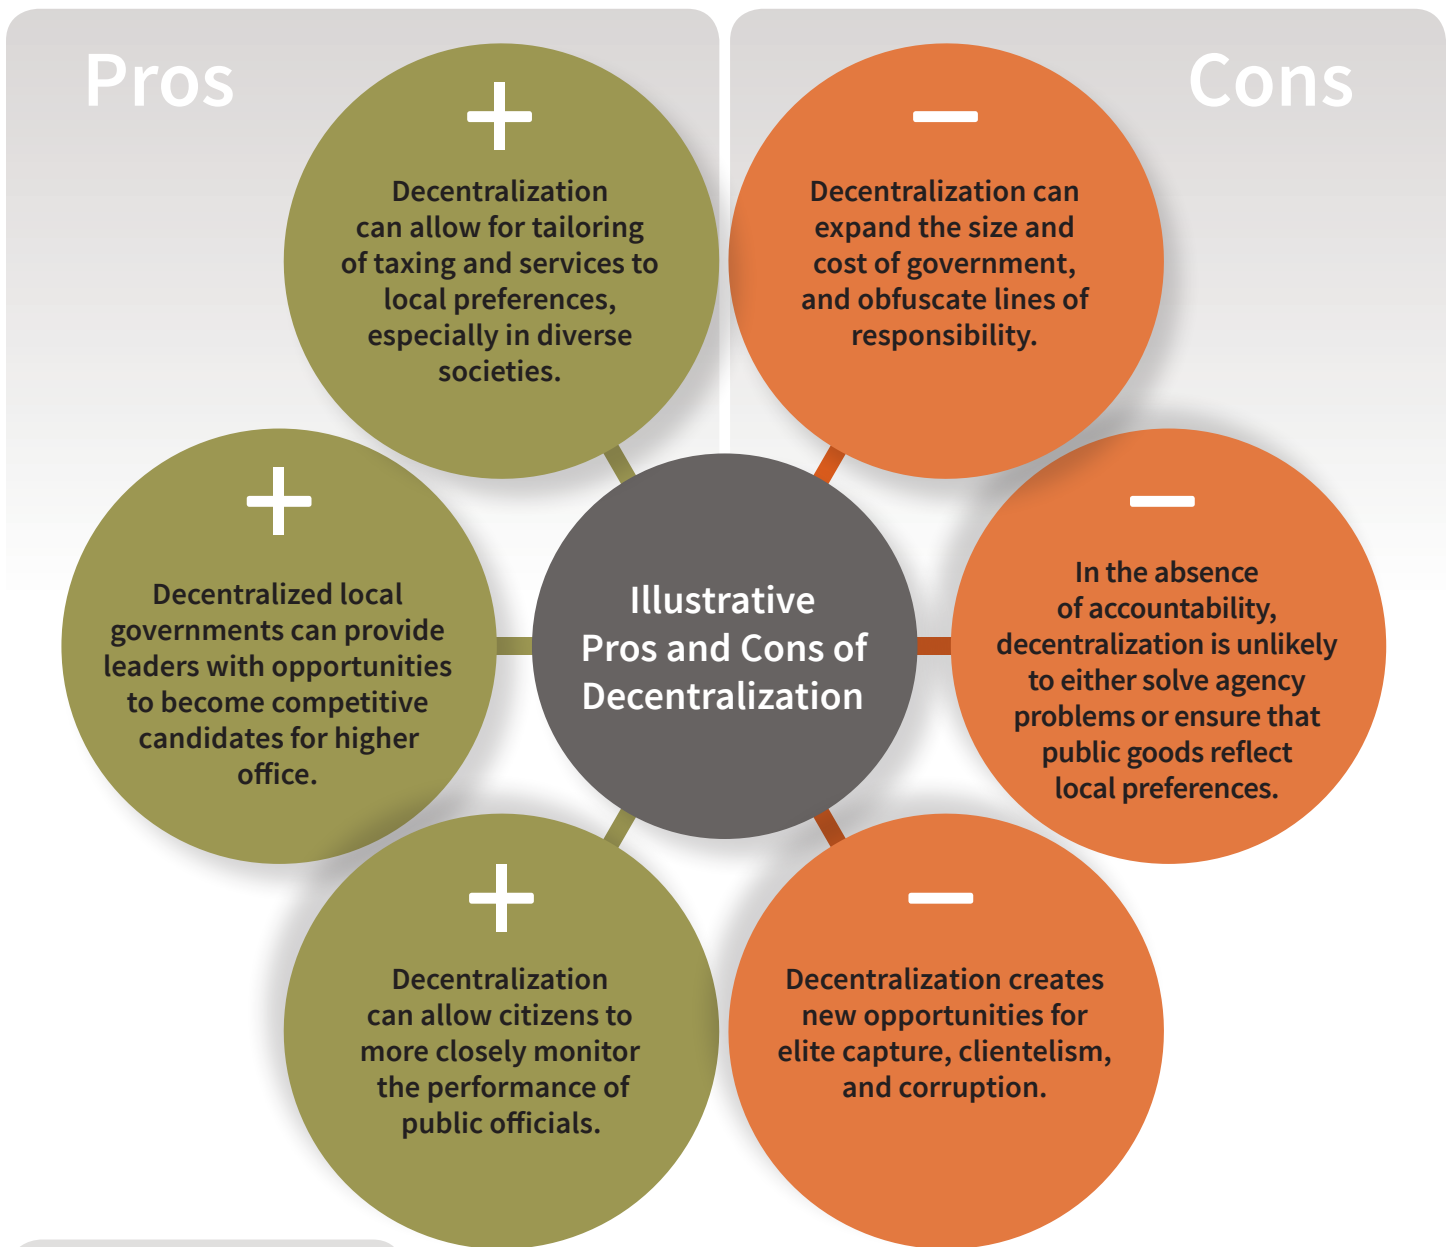 Pros
Cons
Decentralization
can allow for tailoring
of taxing and services to
local preferences,
especially in diverse
societies.
Decentralization can
expand the size and
cost of government,
and obfuscate lines of
responsibility.
Decentralized local
governments can provide
leaders with opportunities
to become competitive
candidates for higher
office.
Illustrative
Pros and Cons of
Decentralization
In the absence
of accountability,
decentralization is unlikely
to either solve agency
problems or ensure that
public goods reflect
local preferences.
Decentralization
can allow citizens to
more closely monitor
the performance of
public officials.
Decentralization creates
new opportunities for
elite capture, clientelism,
and corruption.